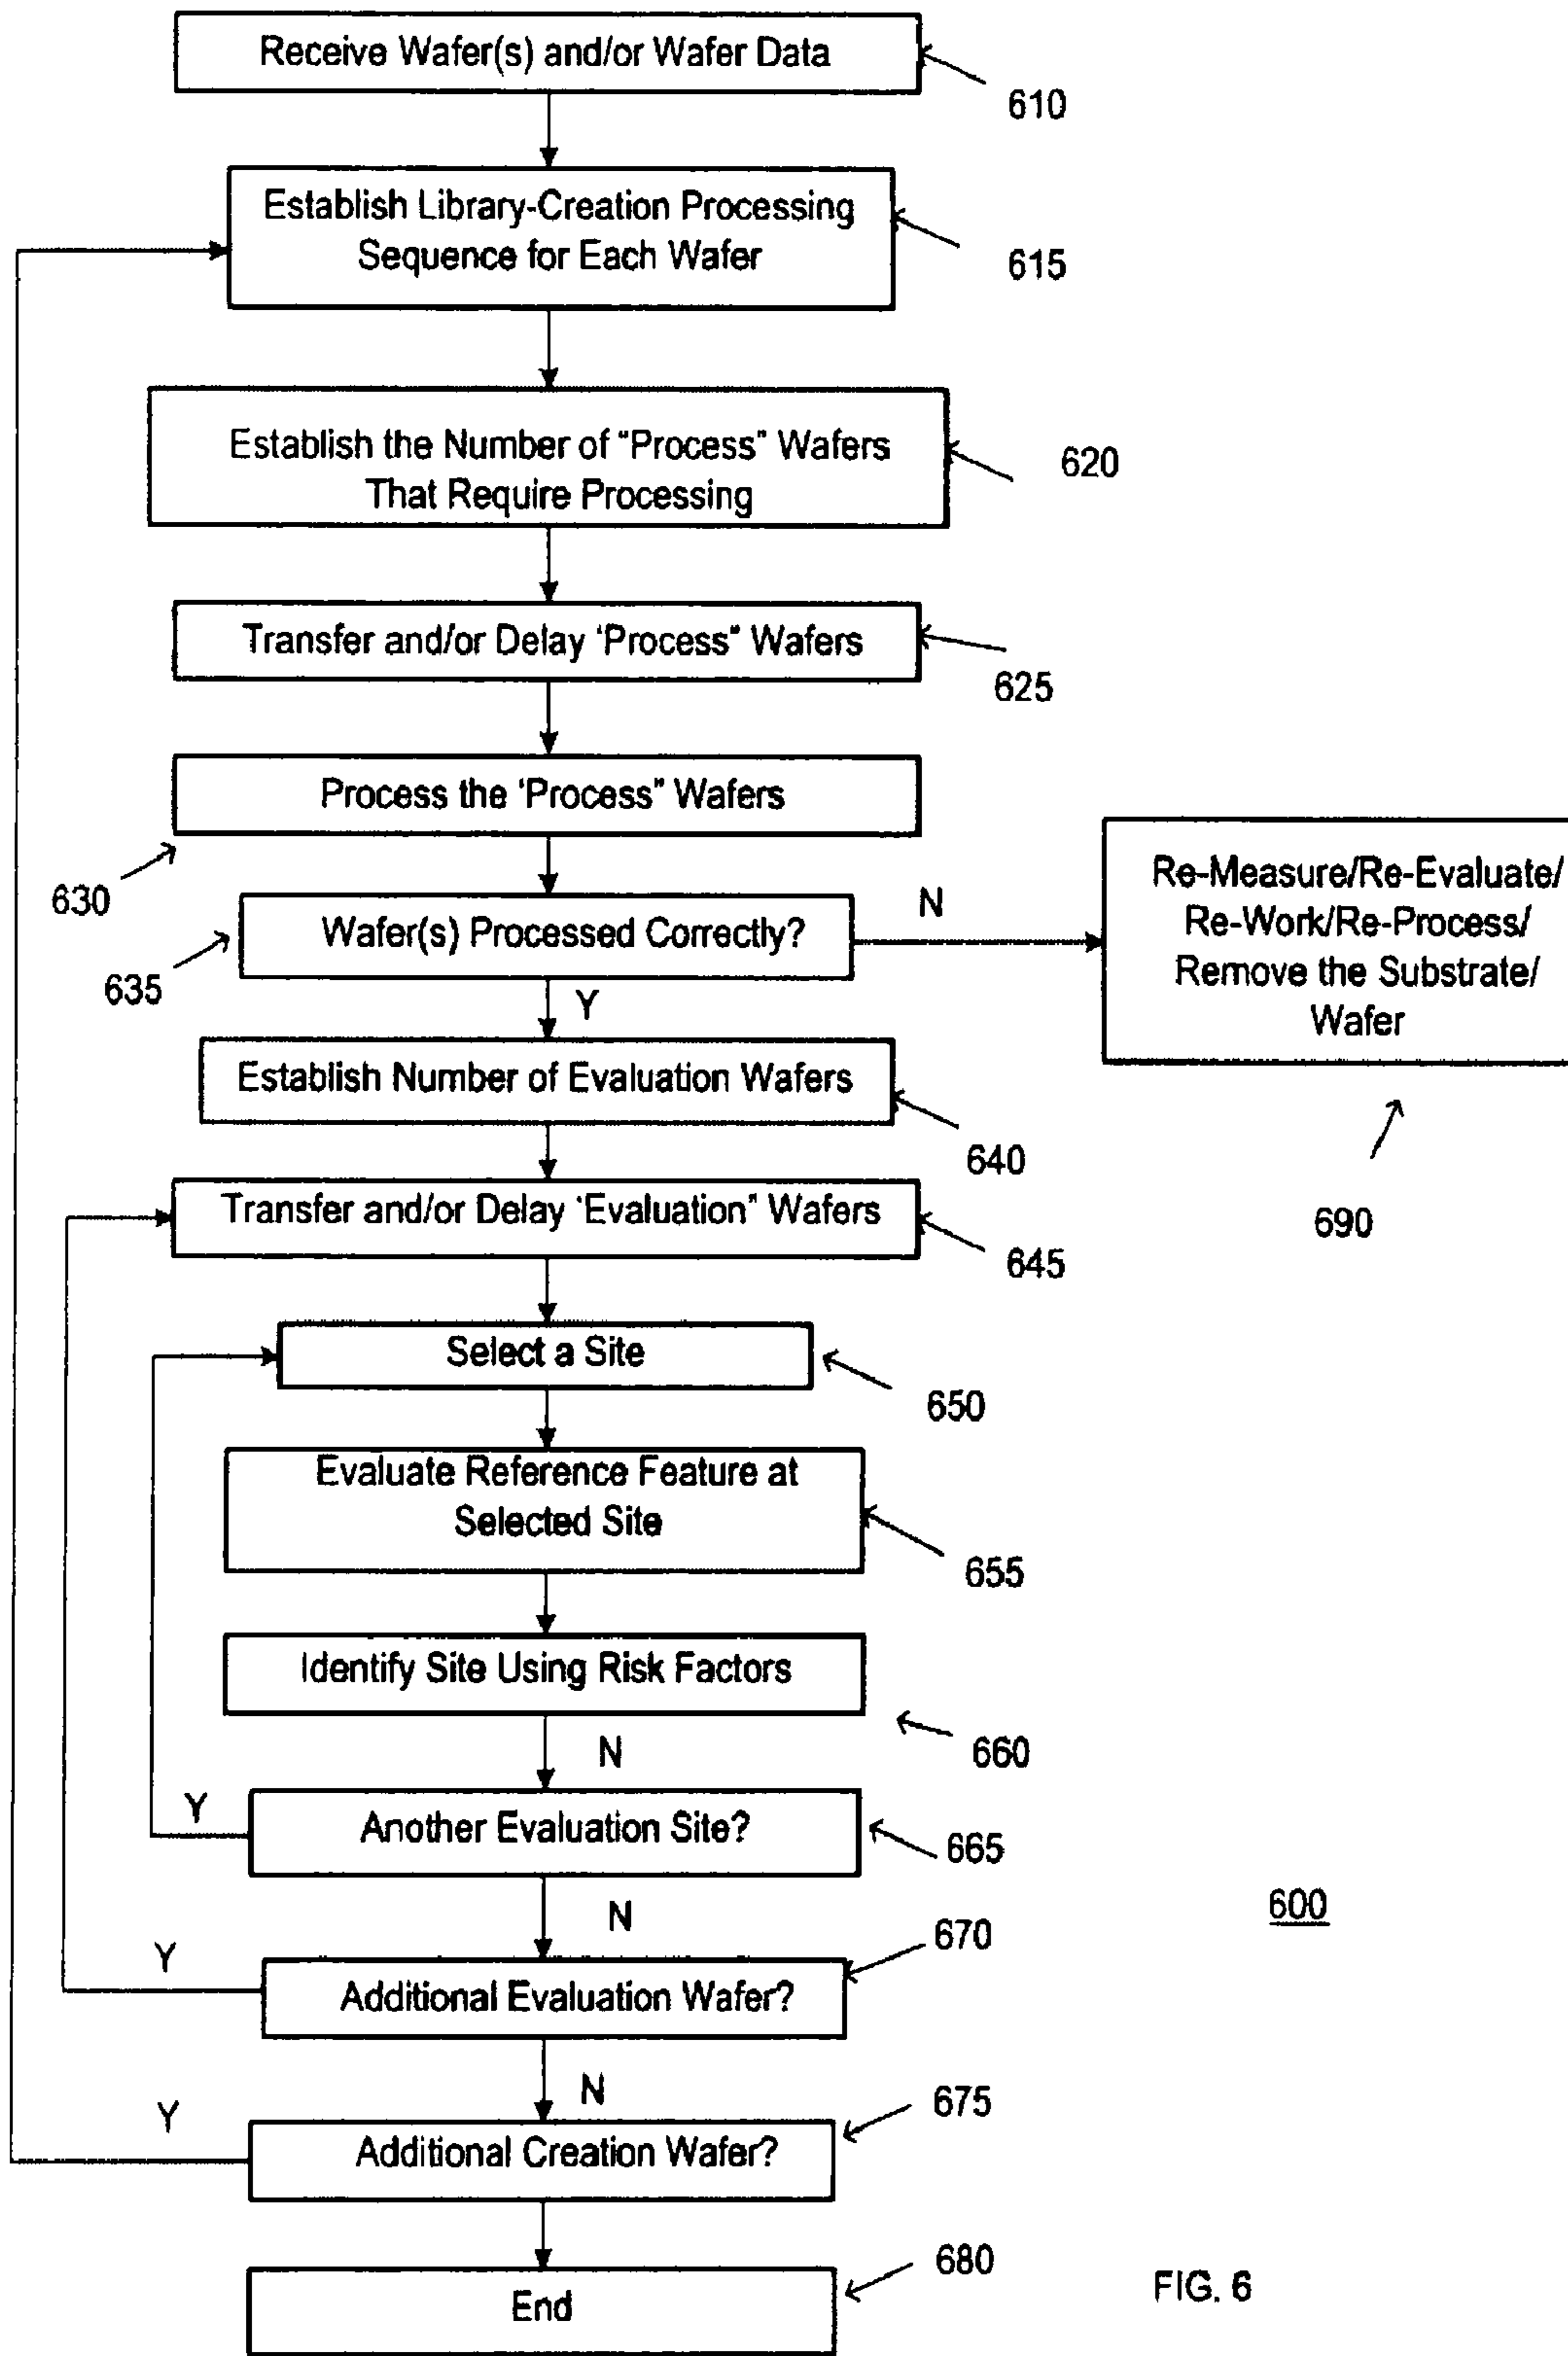 Receive Wafer(s) and/or Wafer Data
610
Establish Library-Creation Processing
Sequence for Each Wafer
615
Establish the Number of "Process" Wafers
That Require Processing
620
Transfer and/or Delay 'Process" Wafers
625
Process the 'Process" Wafers
630
Wafer(s) Processed Correctly?
635
N
Re-Measure/Re-Evaluate/
Re-Work/Re-Process/
Remove the Substrate/
Wafer
690
Y
Establish Number of Evaluation Wafers
640
Transfer and/or Delay 'Evaluation" Wafers
645
Select a Site
650
Evaluate Reference Feature at
Selected Site
655
Identify Site Using Risk Factors
660
N
Another Evaluation Site?
665
Y
N
600
Additional Evaluation Wafer?
670
Y
N
Additional Creation Wafer?
675
Y
End
680
FIG. 6